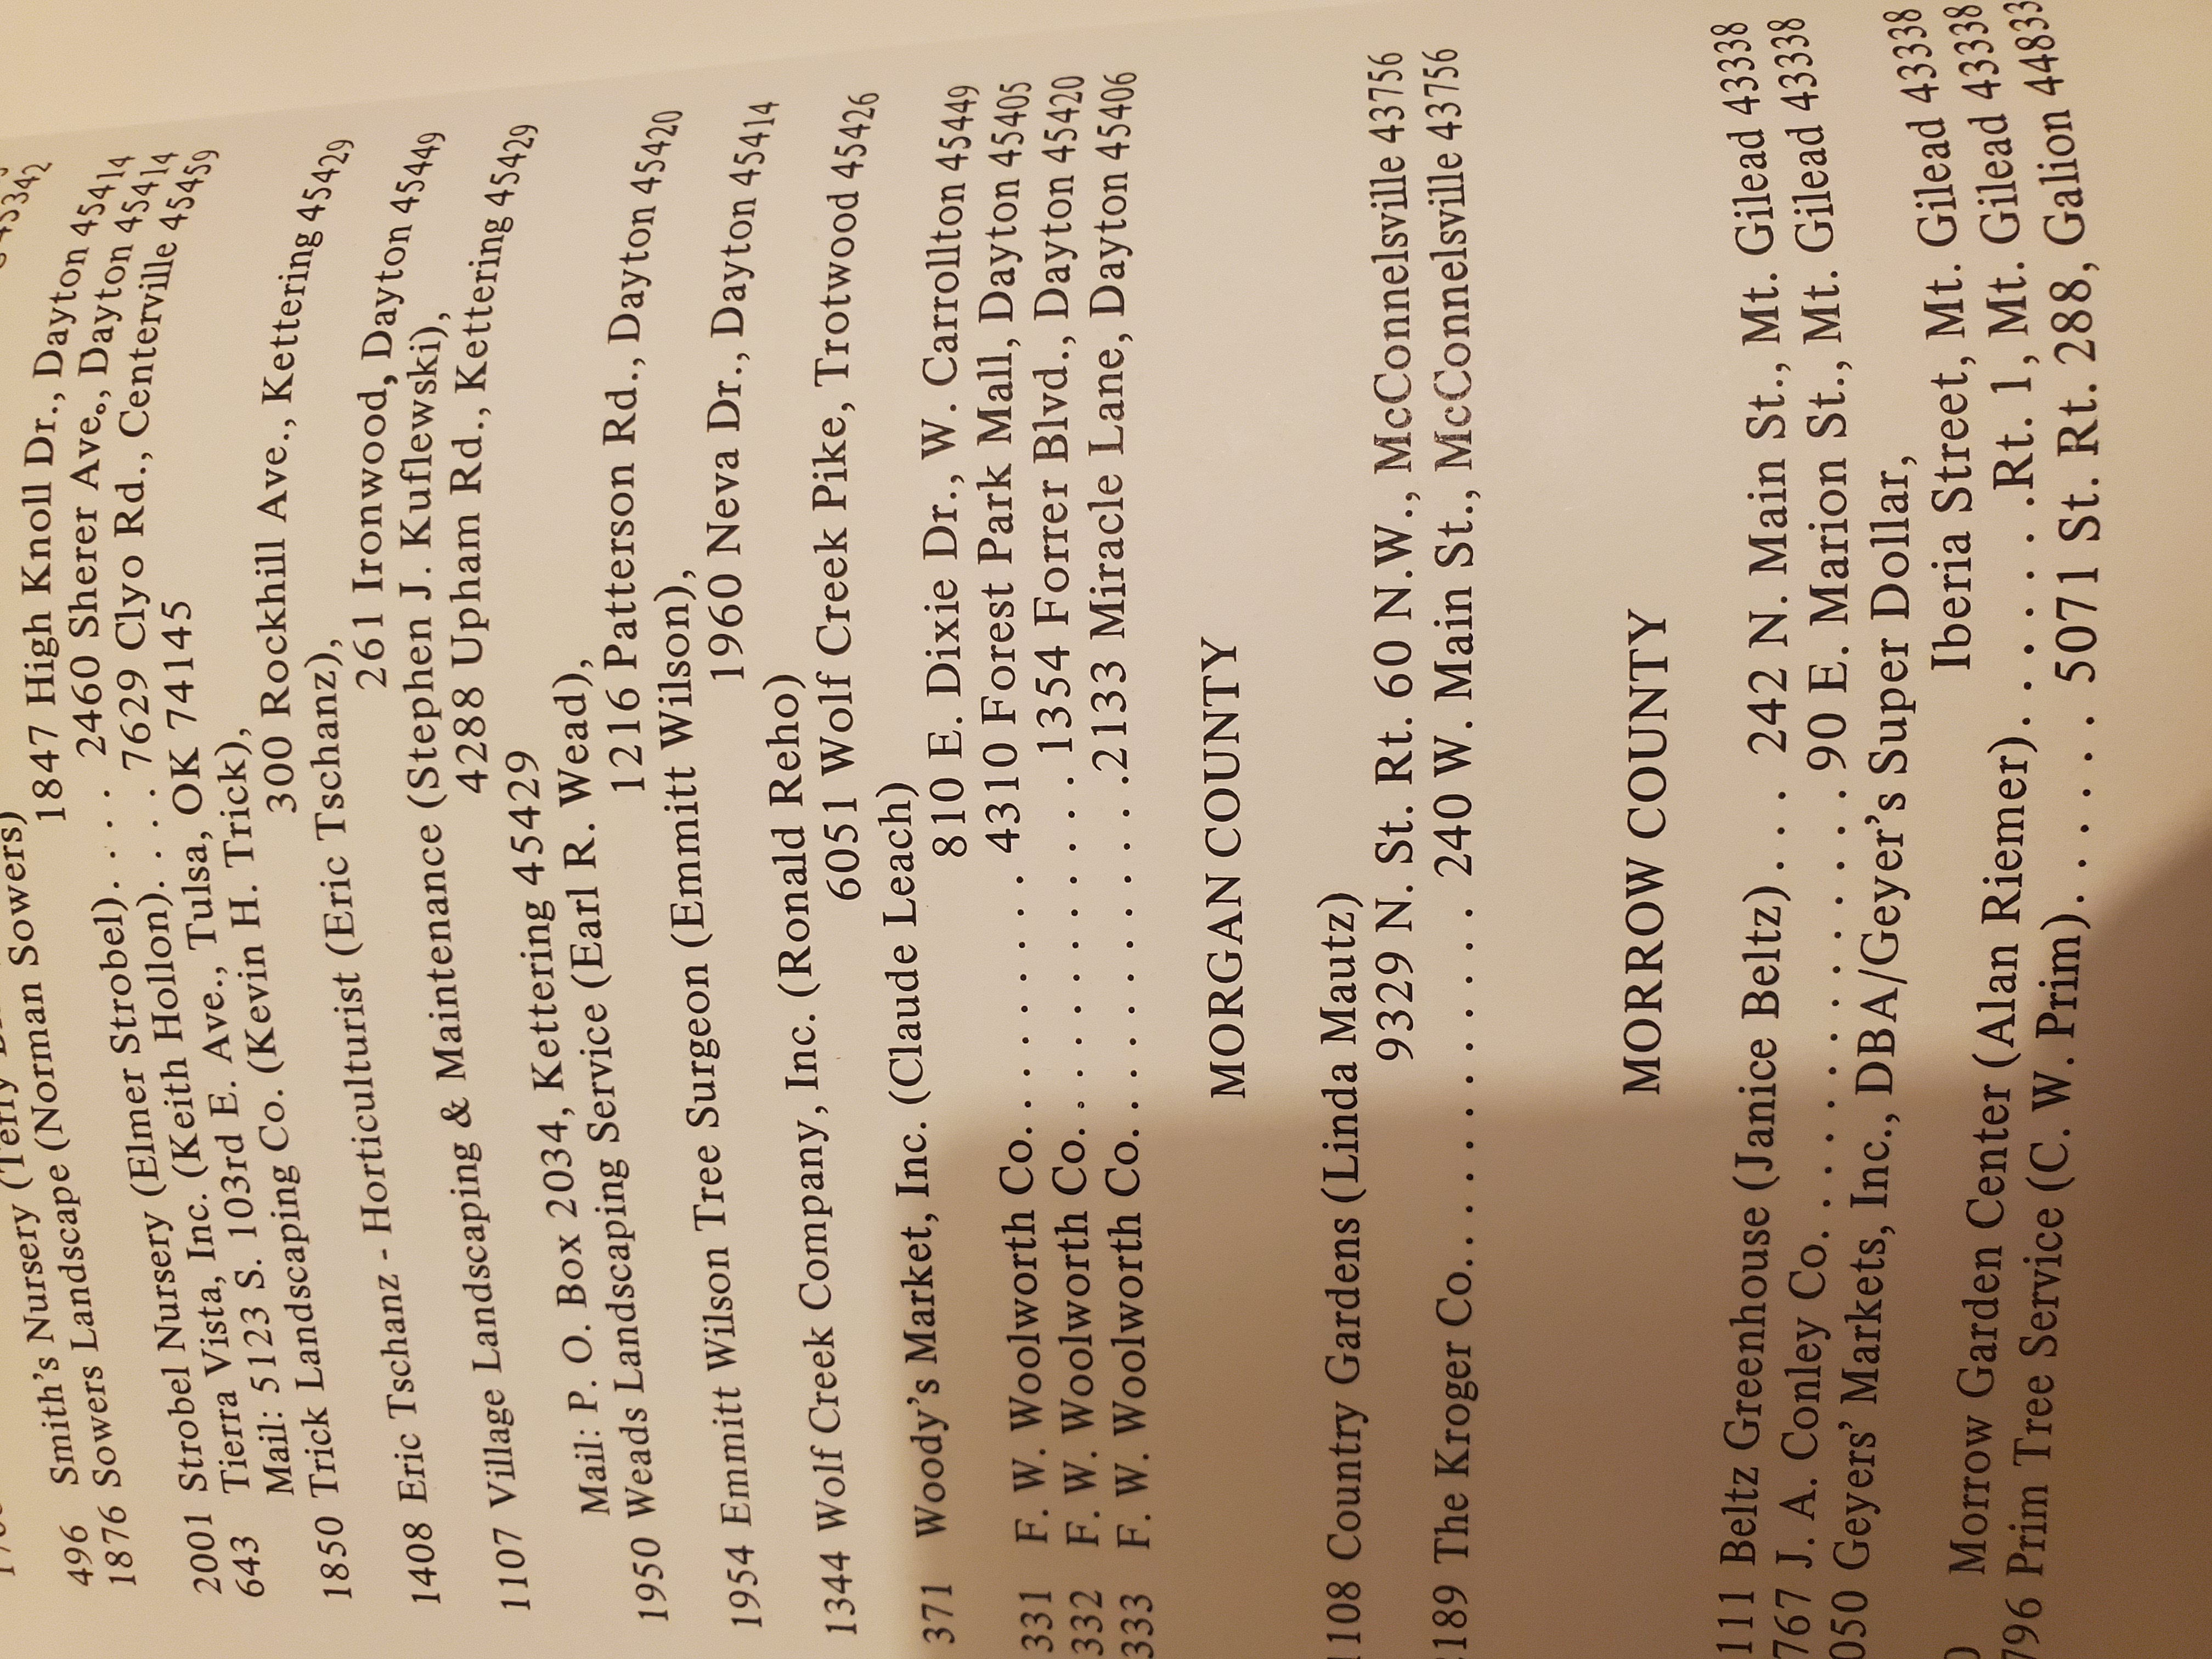 Smith's Nursery
496 Sowers Landscape (Norman Sowers)
1847 High Knoll Dr., Dayton 45414
1876 Strobel Nursery (Elmer Strobel). . . . 2460 Sherer Ave., Dayton 45414
2001 Tierra Vista, Inc. (Keith Hollon). . . . 7629 Clyo Rd., Centerville 45459
643 Mail: 5123 S. 103rd E. Ave., Tulsa, OK 74145
Trick Landscaping Co. (Kevin H. Trick),
300 Rockhill Ave., Kettering 45429
1850 Eric Tschanz - Horticulturist (Eric Tschanz),
261 Ironwood, Dayton 45449
1408 Village Landscaping & Maintenance (Stephen J. Kuflewski),
4288 Upham Rd., Kettering 45429
1107 Mail: P. O. Box 2034, Kettering 45429
Weads Landscaping Service (Earl R. Wead),
1216 Patterson Rd., Dayton 45420
1950 Emmitt Wilson Tree Surgeon (Emmitt Wilson),
1960 Neva Dr., Dayton 45414
1954 Wolf Creek Company, Inc. (Ronald Reho)
6051 Wolf Creek Pike, Trotwood 45426
1344 Woody's Market, Inc. (Claude Leach)
810 E. Dixie Dr., W. Carrollton 45449
371 F. W. Woolworth Co. . . . . . . . . 4310 Forest Park Mall, Dayton 45405
331 F. W. Woolworth Co. . . . . . . . . . . 1354 Forrer Blvd., Dayton 45420
332 F. W. Woolworth Co. . . . . . . . . . . .2133 Miracle Lane, Dayton 45406
333
MORGAN COUNTY
108 Country Gardens (Linda Mautz)
9329 N. St. Rt. 60 N.W., McConnelsville 43756
189 The Kroger Co. . . . . . . . . . . . . 240 W. Main St., McConnelsville 43756
MORROW COUNTY
111 Beltz Greenhouse (Janice Beltz) . . . 242 N. Main St., Mt. Gilead 43338
767 J. A. Conley Co. . . . . . . . . . . . . . .90 E. Marion St., Mt. Gilead 43338
050 Geyers' Markets, Inc., DBA/Geyer's Super Dollar,
Iberia Street, Mt. Gilead 43338
Morrow Garden Center (Alan Riemer). . . . . . .Rt. 1, Mt. Gilead 43338
796 Prim Tree Service (C. W. Prim). . . . . . 5071 St. Rt. 288, Galion 44833